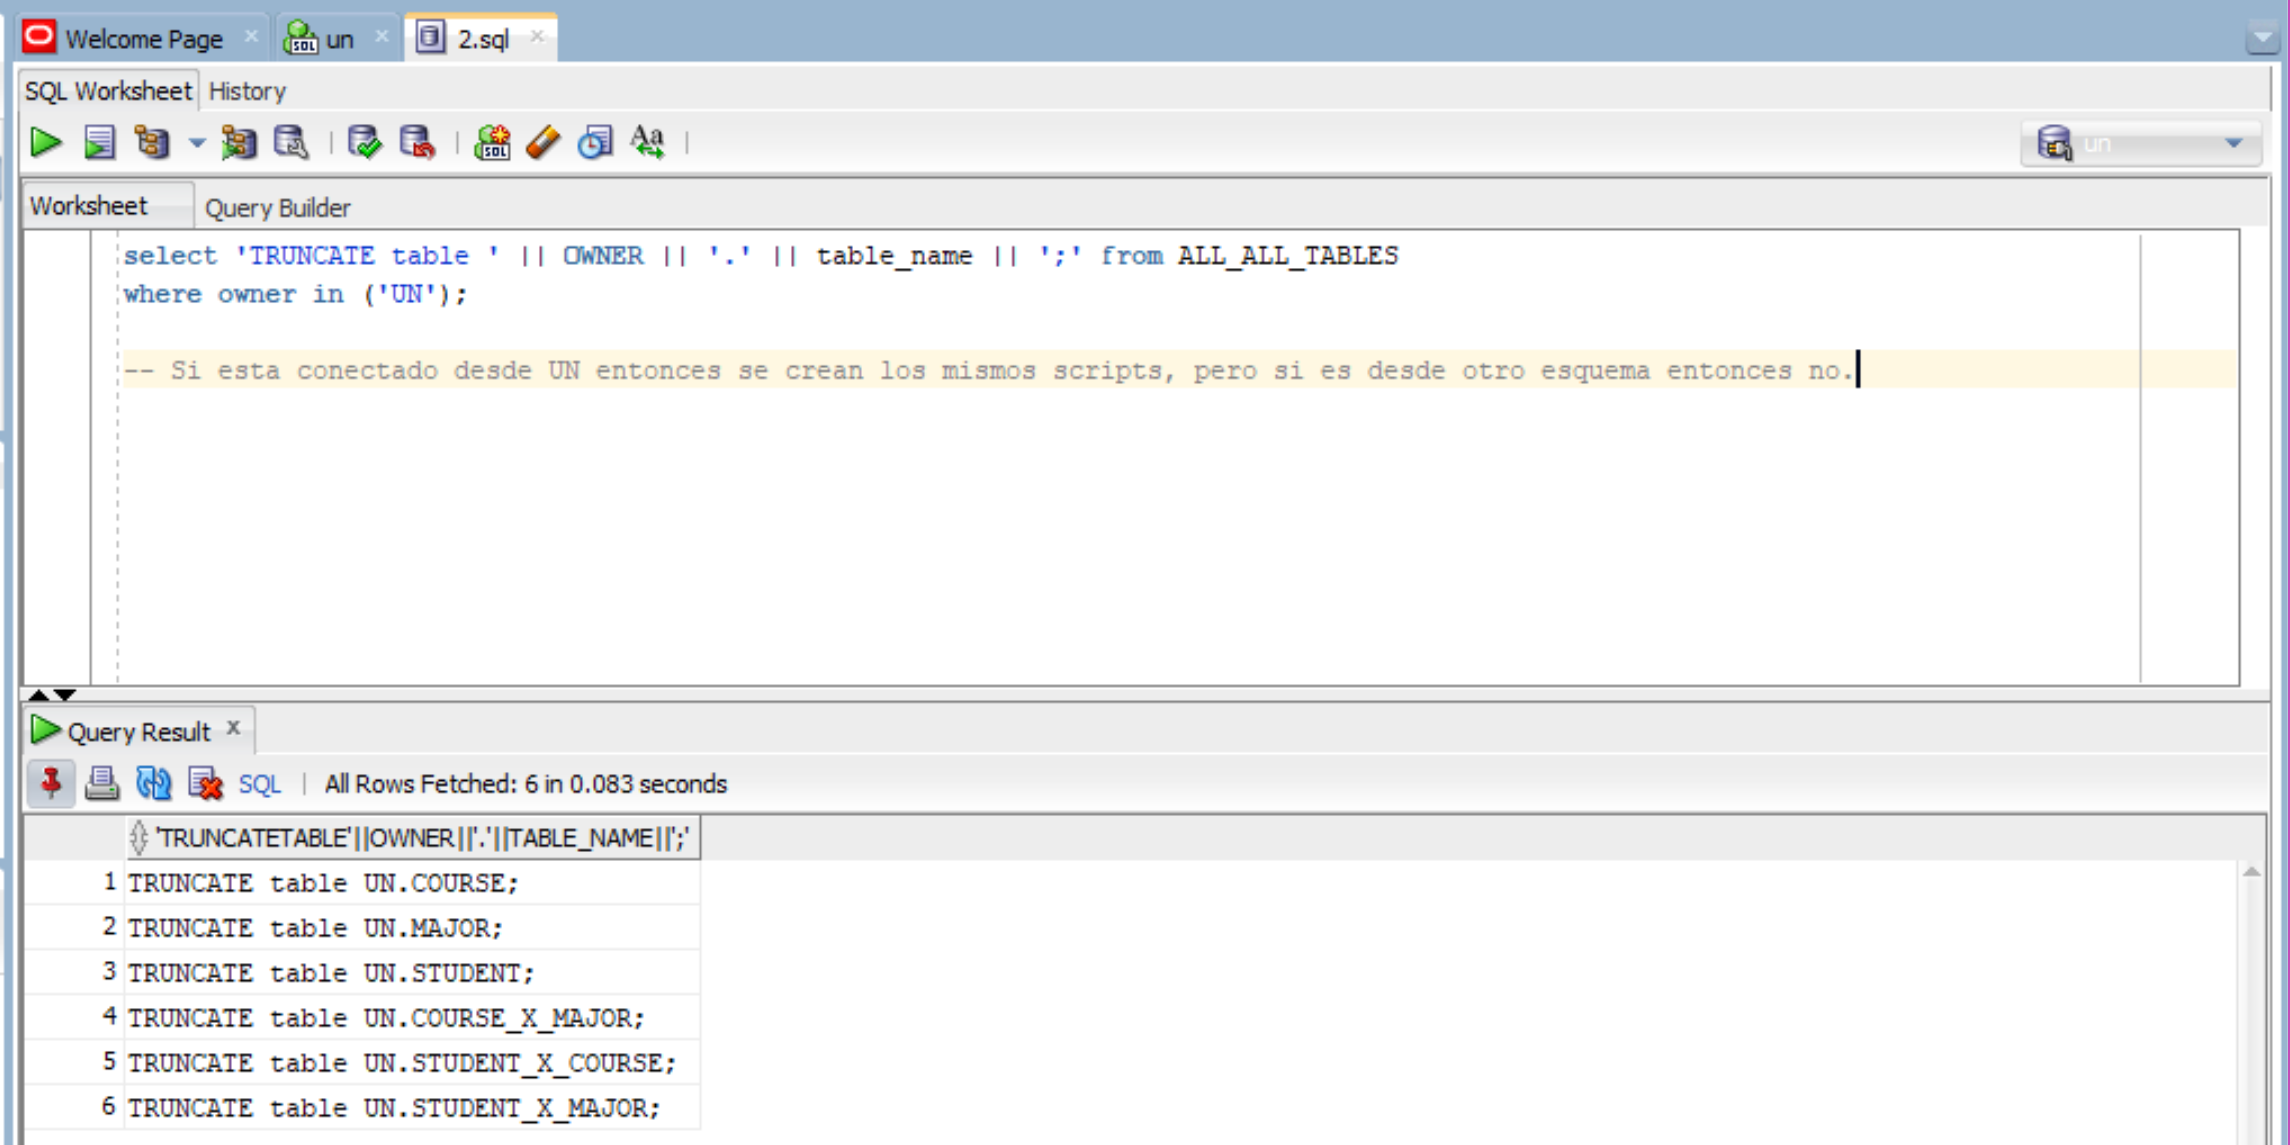 Welcome Page
un
2.sql
SQL Worksheet
History
un
Worksheet
Query Builder
select 'TRUNCATE table ' || OWNER || '.' || table_name || ';' from ALL_ALL_TABLES
where owner in ('UN');
-- Si esta conectado desde UN entonces se crean los mismos scripts, pero si es desde otro esquema entonces no.
Query Result
SQL | All Rows Fetched: 6 in 0.083 seconds
'TRUNCATETABLE'||OWNER||'.'||TABLE_NAME||';'
1 TRUNCATE table UN.COURSE;
2 TRUNCATE table UN.MAJOR;
3 TRUNCATE table UN.STUDENT;
4 TRUNCATE table UN.COURSE_X_MAJOR;
5 TRUNCATE table UN.STUDENT_X_COURSE;
6 TRUNCATE table UN.STUDENT_X_MAJOR;